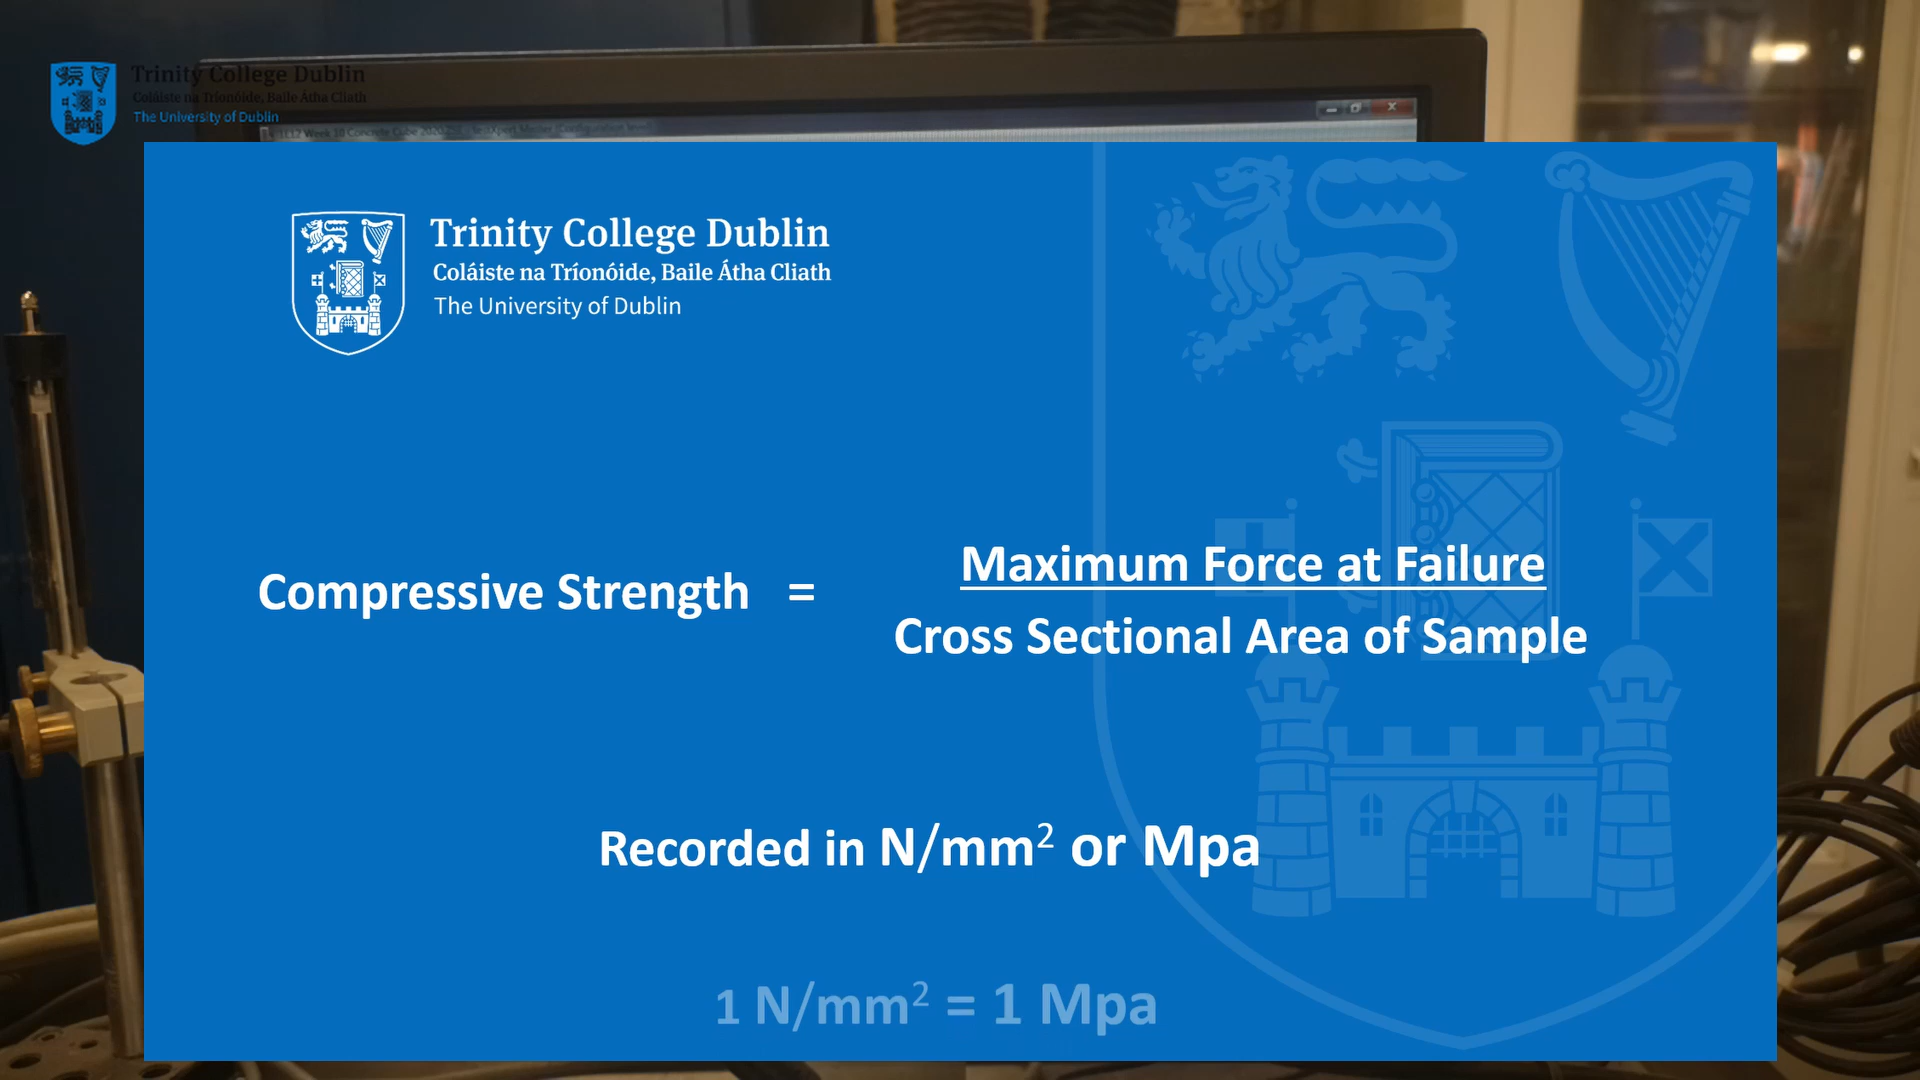 Trinity College Dublin
Coláiste na Tríonóide, Baile Átha Cliath
The University of Dublin
Trinity College Dublin
Coláiste na Tríonóide, Baile Átha Cliath
The University of Dublin
Compressive Strength = Maximum Force at Failure
Cross Sectional Area of Sample
Recorded in N/mm² or Mpa
1 N/mm² = 1 Mpa